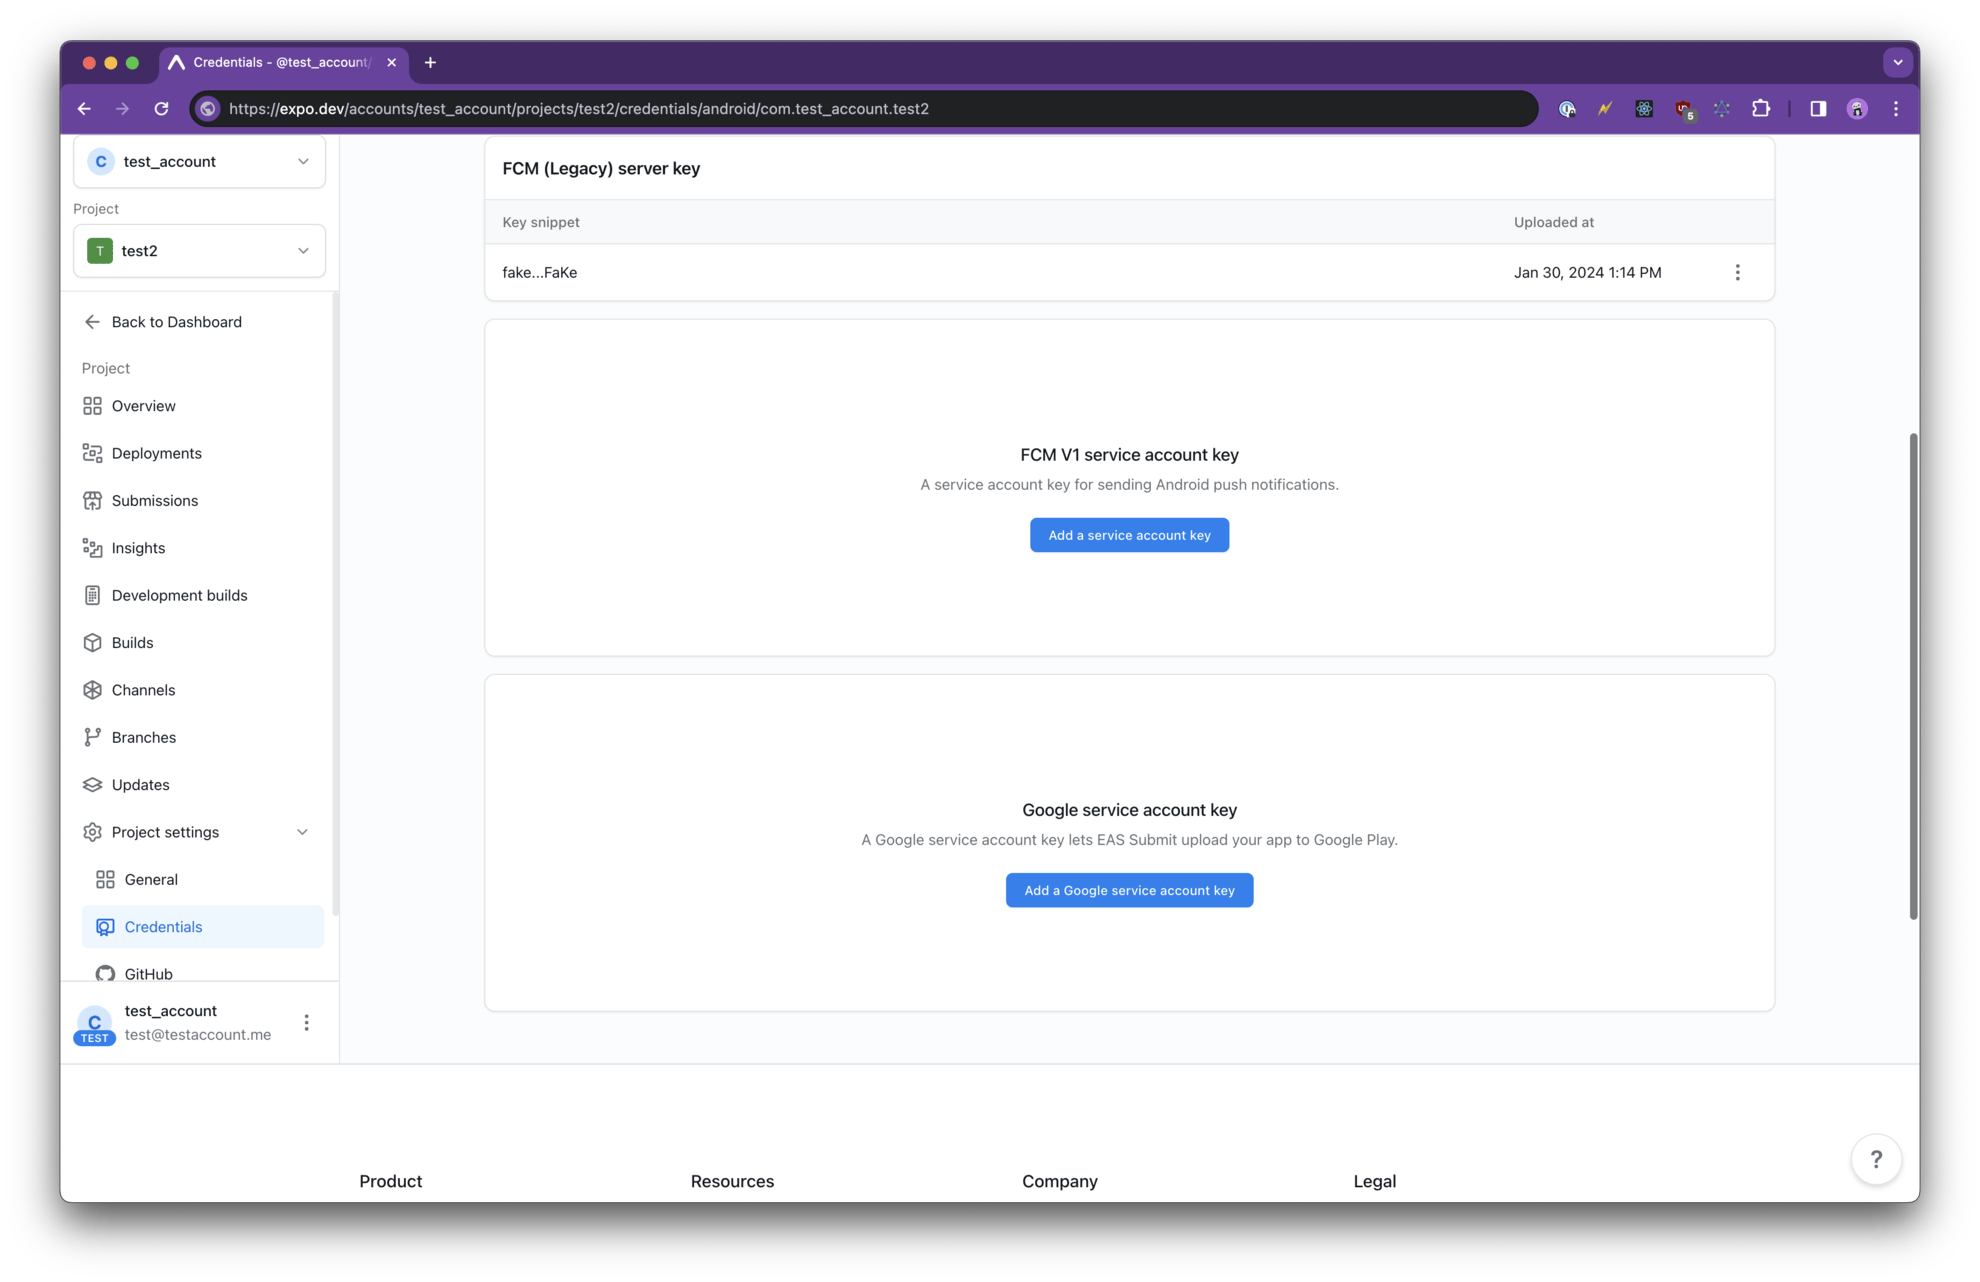 Credentials - @test_account/
https://expo.dev/accounts/test_account/projects/test2/credentials/android/com.test_account.test2
5
C test_account
Project
T test2
Back to Dashboard
Project
Overview
Deployments
Submissions
Insights
Development builds
Builds
Channels
Branches
Updates
Project settings
General
Credentials
GitHub
C
TEST
test_account
test@testaccount.me
FCM (Legacy) server key
Key snippet Uploaded at
fake...FaKe Jan 30, 2024 1:14 PM
FCM V1 service account key
A service account key for sending Android push notifications.
Add a service account key
Google service account key
A Google service account key lets EAS Submit upload your app to Google Play.
Add a Google service account key
Product Resources Company Legal
?